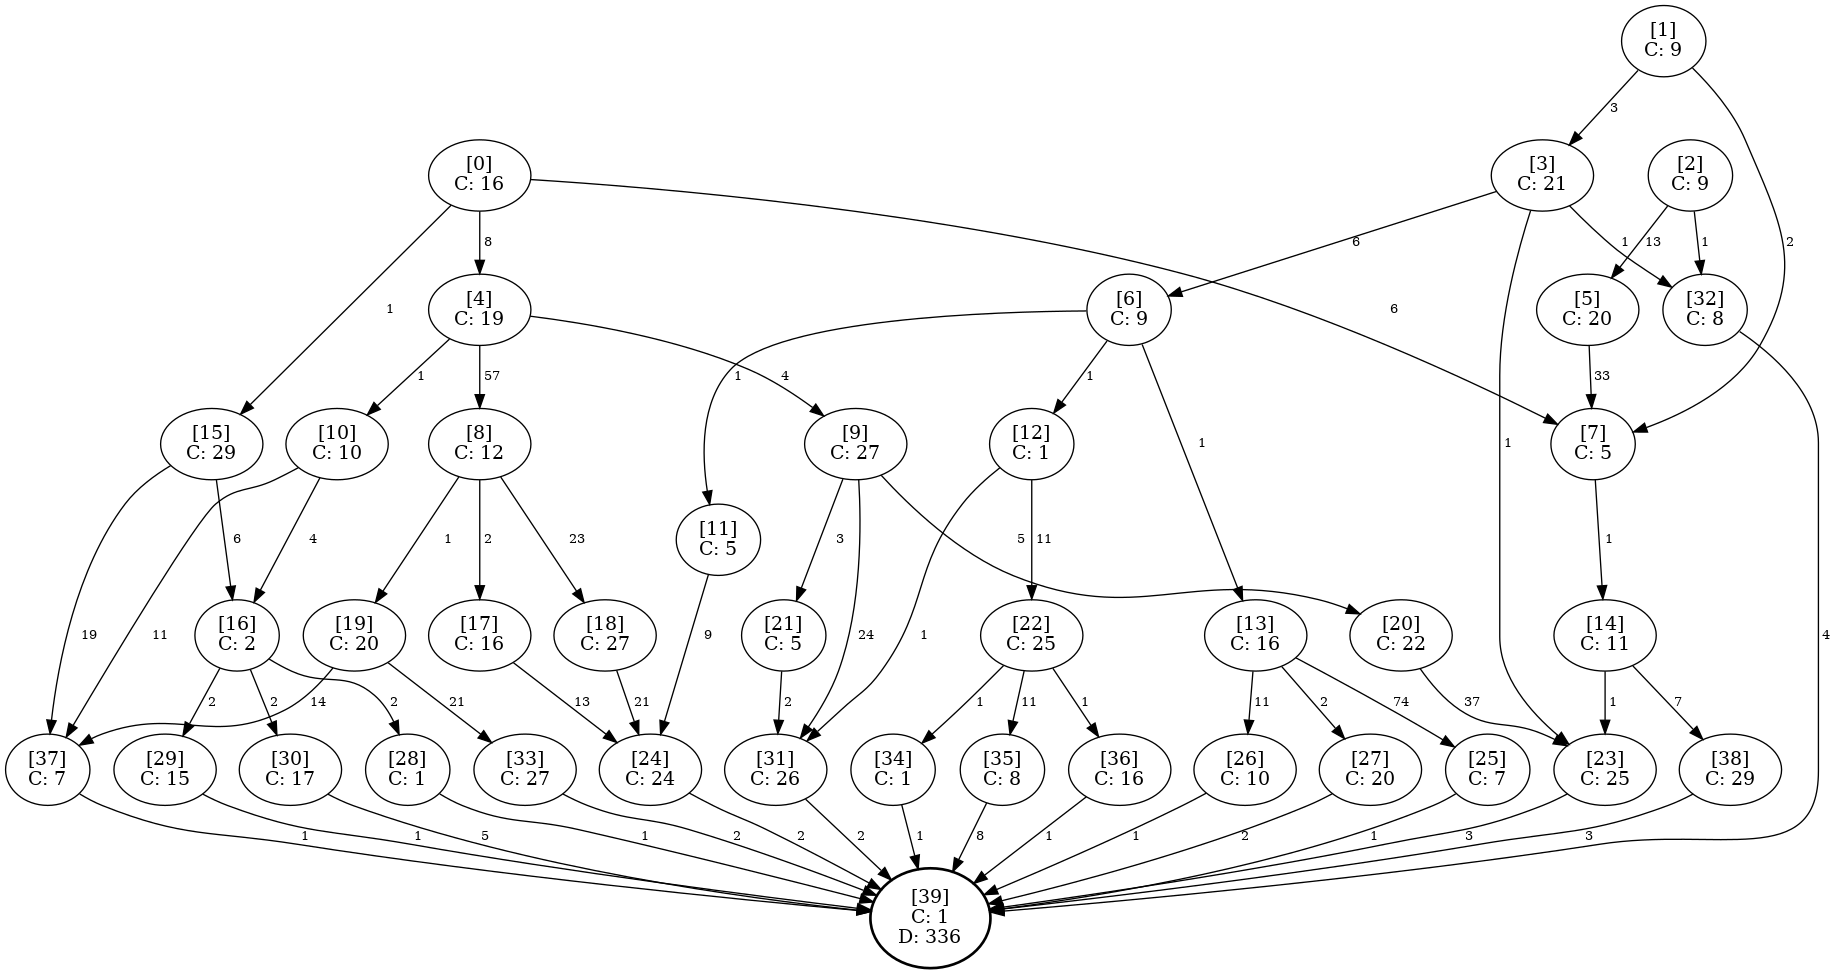 [1]
C: 9
3
[0]
C: 16
[3]
C: 21
[2]
C: 9
8
6
1
13
1
2
1
[4]
C: 19
[6]
C: 9
6
[5]
C: 20
[32]
C: 8
1
57
4
1
1
33
[15]
C: 29
[10]
C: 10
[8]
C: 12
[9]
C: 27
[12]
C: 1
1
1
[7]
C: 5
6
4
1
2
23
[11]
C: 5
3
5
11
1
19
11
[16]
C: 2
[19]
C: 20
[17]
C: 16
[18]
C: 27
9
[21]
C: 5
24
1
[22]
C: 25
[13]
C: 16
[20]
C: 22
[14]
C: 11
4
2
2
2
14
21
13
21
2
1
11
1
11
2
74
37
1
7
[37]
C: 7
[29]
C: 15
[30]
C: 17
[28]
C: 1
[33]
C: 27
[24]
C: 24
[31]
C: 26
[34]
C: 1
[35]
C: 8
[36]
C: 16
[26]
C: 10
[27]
C: 20
[25]
C: 7
[23]
C: 25
[38]
C: 29
1
1
5
1
2
2
2
1
8
1
1
2
1
3
3
[39]
C: 1
D: 336